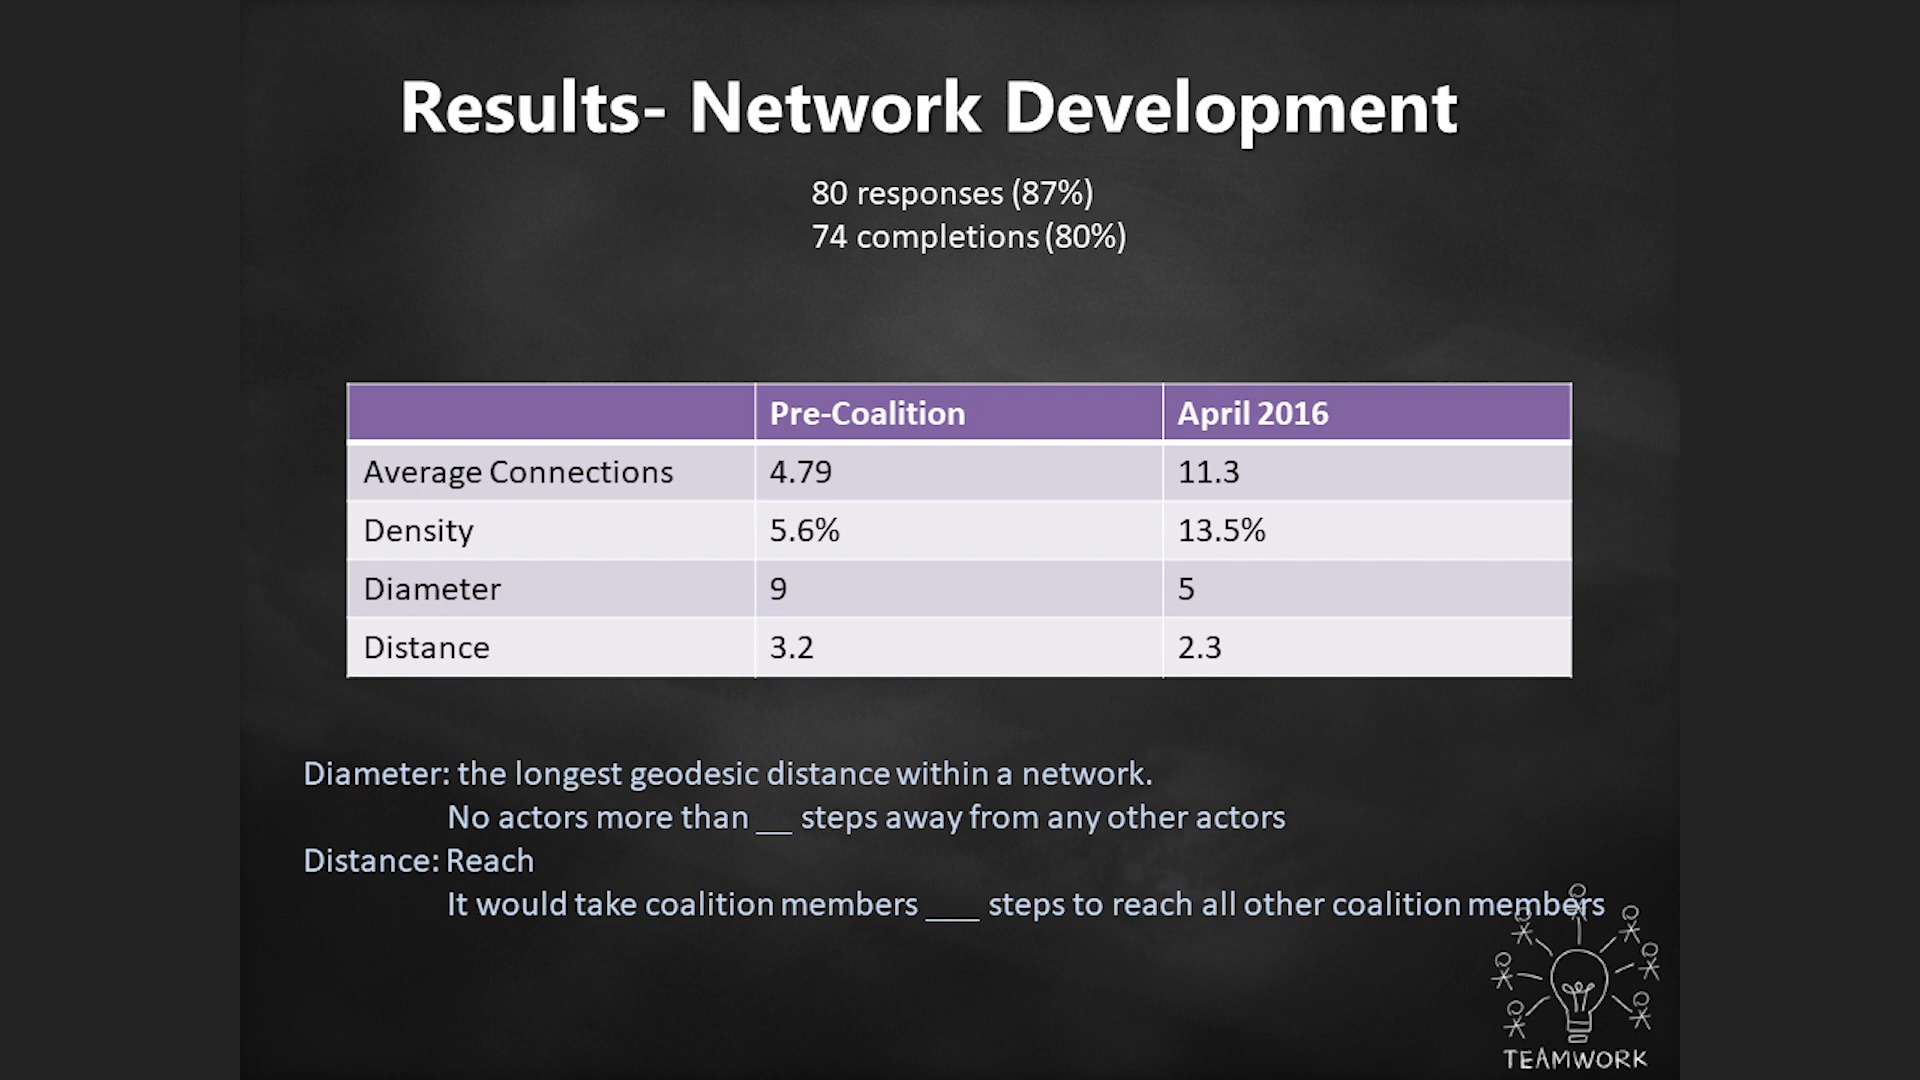 Results- Network Development
80 responses (87%)
74 completions (80%)
Pre-Coalition April 2016
Average Connections 4.79 11.3
Density 5.6% 13.5%
Diameter 9 5
Distance 3.2 2.3
Diameter: the longest geodesic distance within a network.
No actors more than __ steps away from any other actors
Distance: Reach
It would take coalition members ___ steps to reach all other coalition members
TEAMWORK